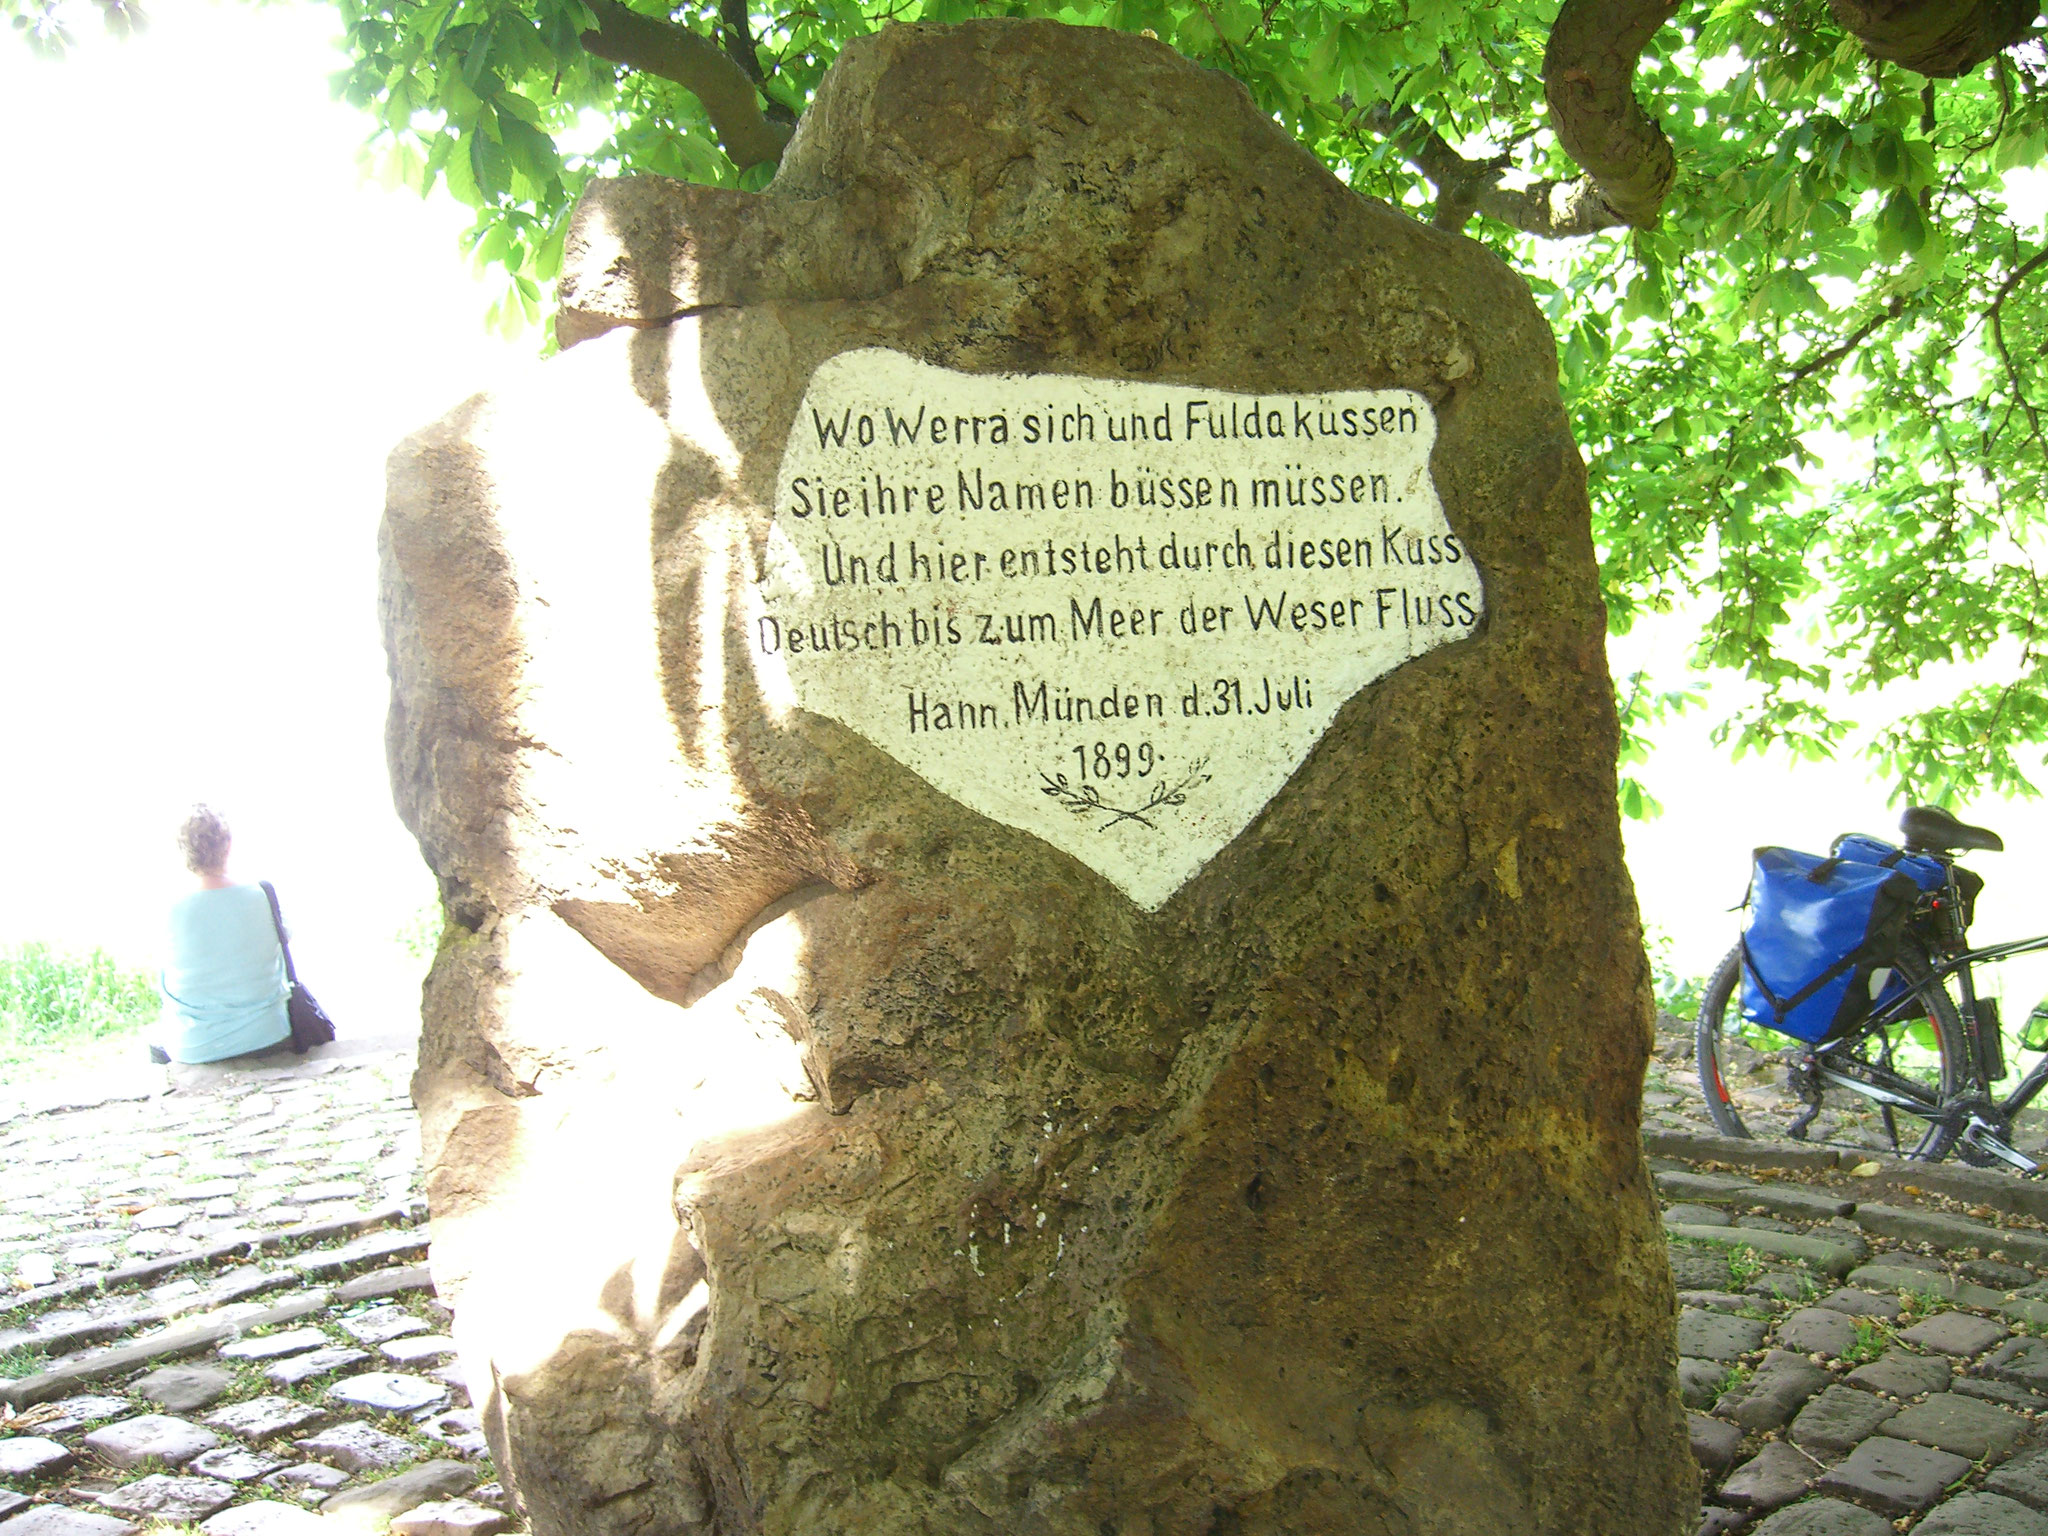 Wo Werra sich und Fulda küssen
Sie ihre Namen büssen müssen.
Und hier entsteht durch diesen Kuss
Deutsch bis zum Meer der Weser Fluss
Hann. Münden d. 31. Juli
1899.